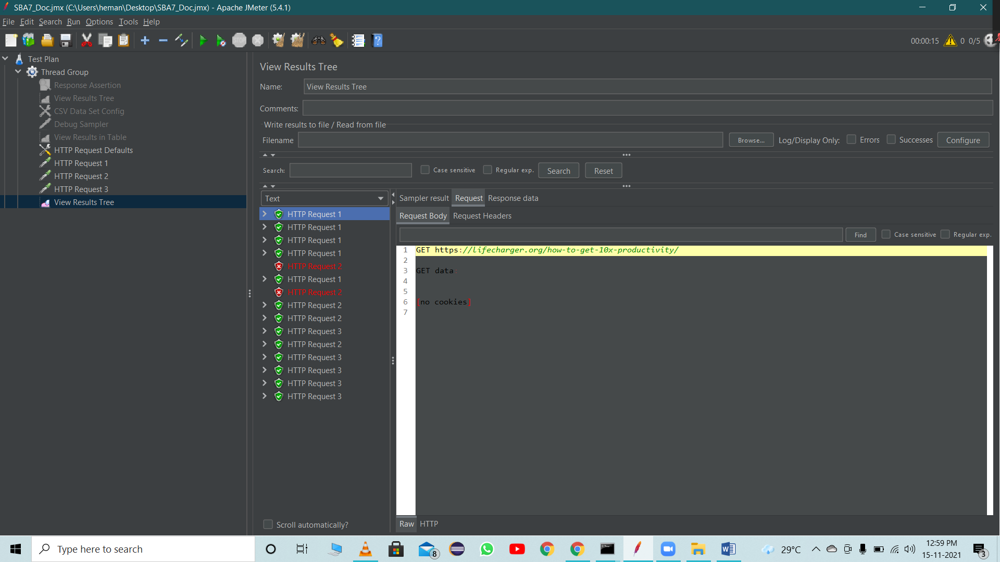 SBA7_Doc.jmx (C:\Users\heman\Desktop\SBA7_Doc.jmx) - Apache JMeter (5.4.1)
File Edit Search Run Options Tools Help
STOP
00:00:15 0 0/5
Test Plan
Thread Group
Response Assertion
View Results Tree
CSV Data Set Config
Debug Sampler
View Results in Table
HTTP Request Defaults
HTTP Request 1
HTTP Request 2
HTTP Request 3
View Results Tree
View Results Tree
Name: View Results Tree
Comments:
Write results to file / Read from file
Filename Browse... Log/Display Only: Errors Successes Configure
Search: Case sensitive Regular exp. Search Reset
Text
HTTP Request 1
HTTP Request 1
HTTP Request 1
HTTP Request 1
HTTP Request 2
HTTP Request 1
HTTP Request 2
HTTP Request 2
HTTP Request 2
HTTP Request 3
HTTP Request 2
HTTP Request 3
HTTP Request 3
HTTP Request 3
HTTP Request 3
Scroll automatically?
Sampler result Request Response data
Request Body Request Headers
Find Case sensitive Regular exp.
1 GET https://lifecharger.org/how-to-get-10x-productivity/
2
3 GET data:
4
5
6 [no cookies]
7
Raw HTTP
Type here to search
8
29°C
12:59 PM
15-11-2021
3